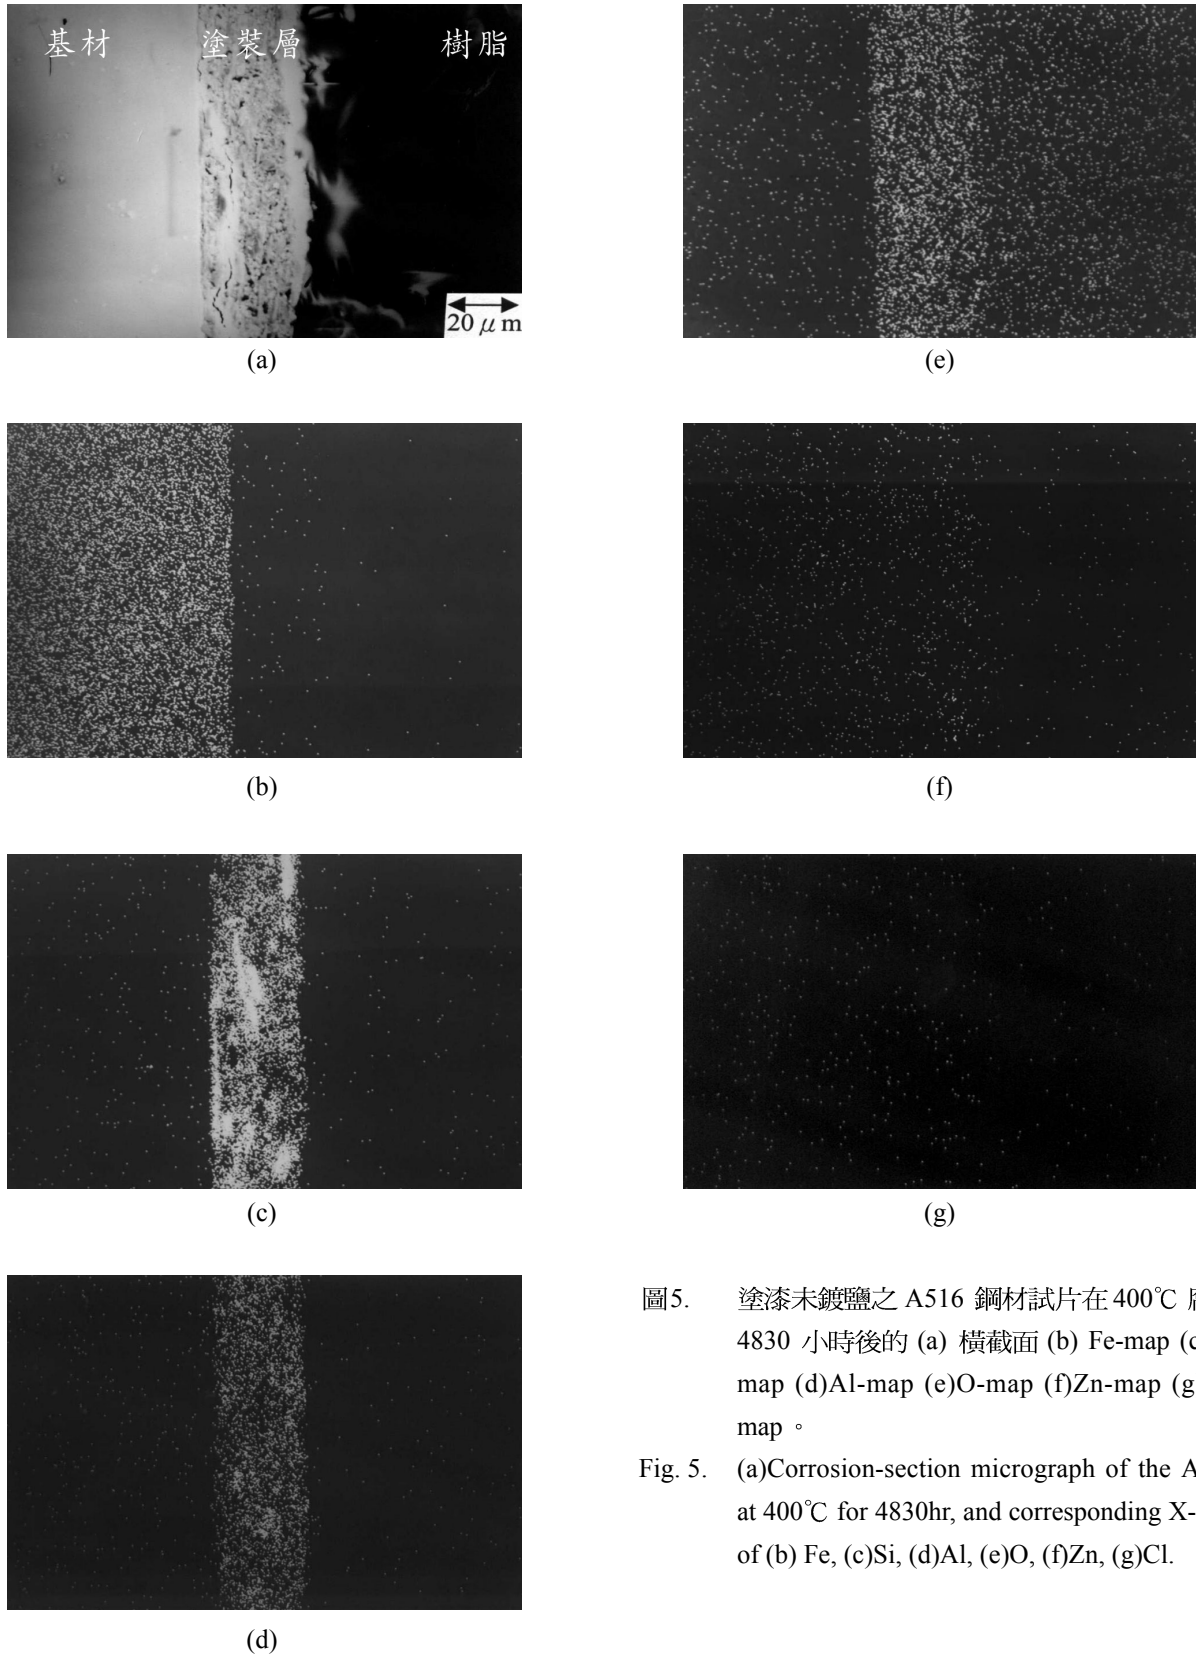 基材 塗裝層 樹脂
20 μm
(a)
(e)
(b)
(f)
(c)
(g)
(d)
圖5. 塗漆未鍍鹽之 A516 鋼材試片在400℃
4830 小時後的 (a) 橫截面 (b) Fe-map
map (d)Al-map (e)O-map (f)Zn-map (g)
map 。
Fig. 5. (a)Corrosion-section micrograph of the
at 400℃ for 4830hr, and corresponding X-
of (b) Fe, (c)Si, (d)Al, (e)O, (f)Zn, (g)Cl.